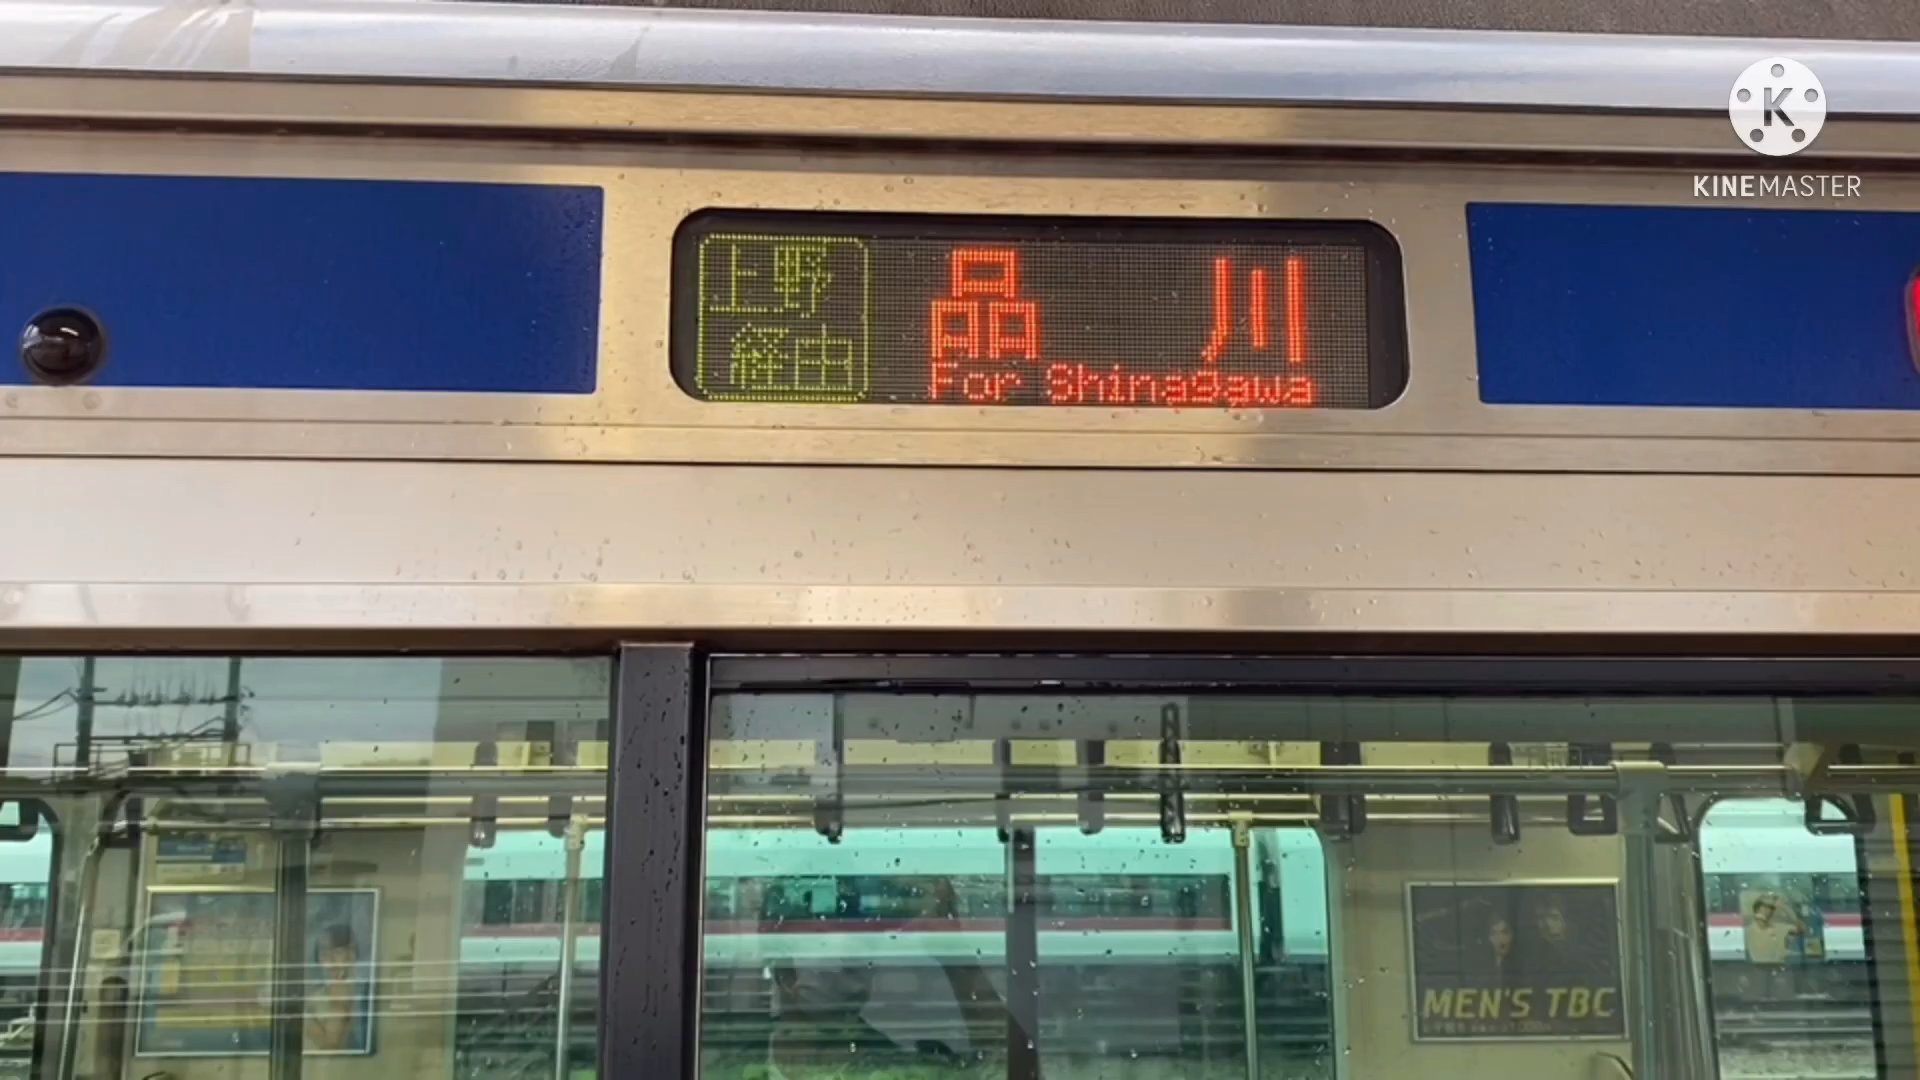 KINEMASTER
上野
経由
品川
For Shinagawa
MEN'S TBC